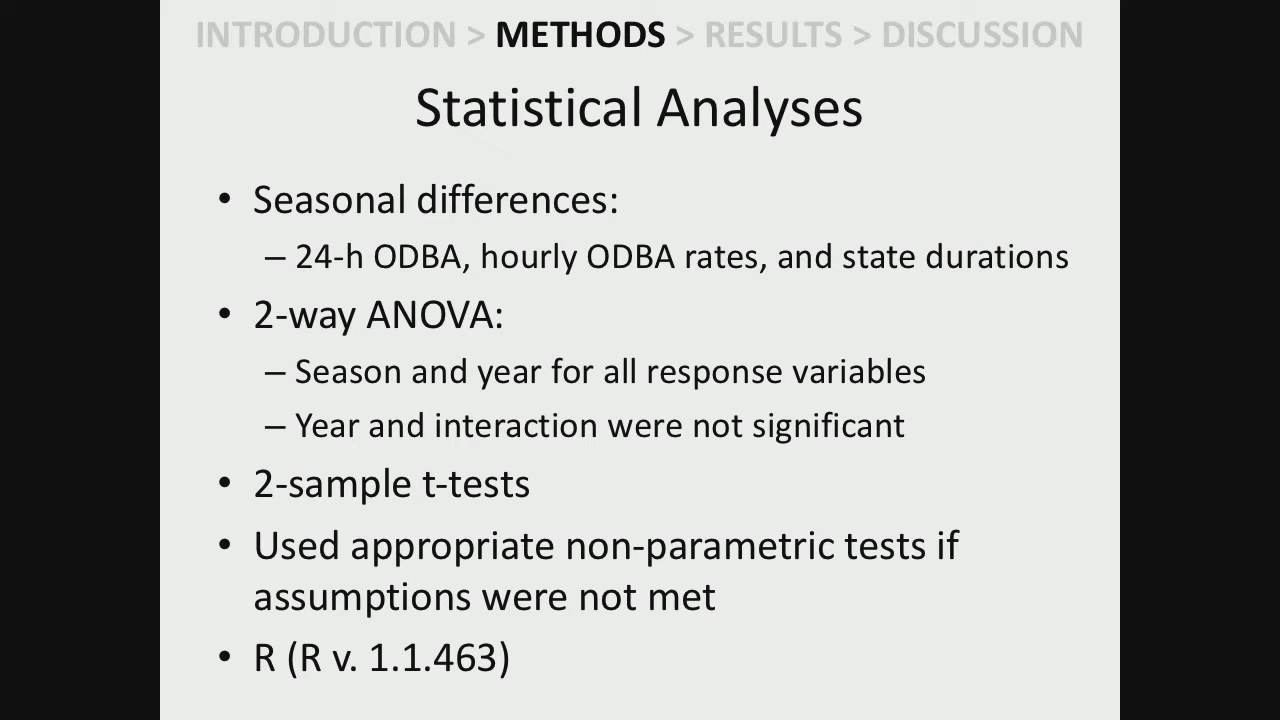 INTRODUCTION > METHODS > RESULTS > DISCUSSION
Statistical Analyses
• Seasonal differences:
– 24-h ODBA, hourly ODBA rates, and state durations
• 2-way ANOVA:
– Season and year for all response variables
– Year and interaction were not significant
• 2-sample t-tests
• Used appropriate non-parametric tests if
assumptions were not met
• R (R v. 1.1.463)